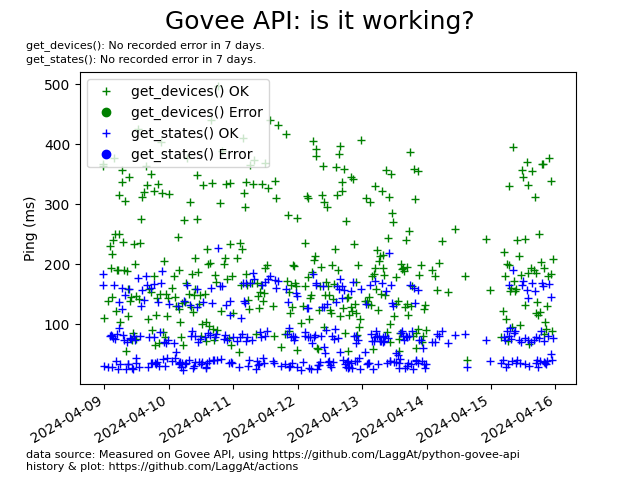 Govee API: is it working?
get_devices(): No recorded error in 7 days.
get_states(): No recorded error in 7 days.
get_devices() OK
get_devices() Error
get_states() OK
get_states() Error
Ping (ms)
500
400
300
200
100
2024-04-09
2024-04-10
2024-04-11
2024-04-12
2024-04-13
2024-04-14
2024-04-15
2024-04-16
data source: Measured on Govee API, using https://github.com/LaggAt/python-govee-api
history & plot: https://github.com/LaggAt/actions